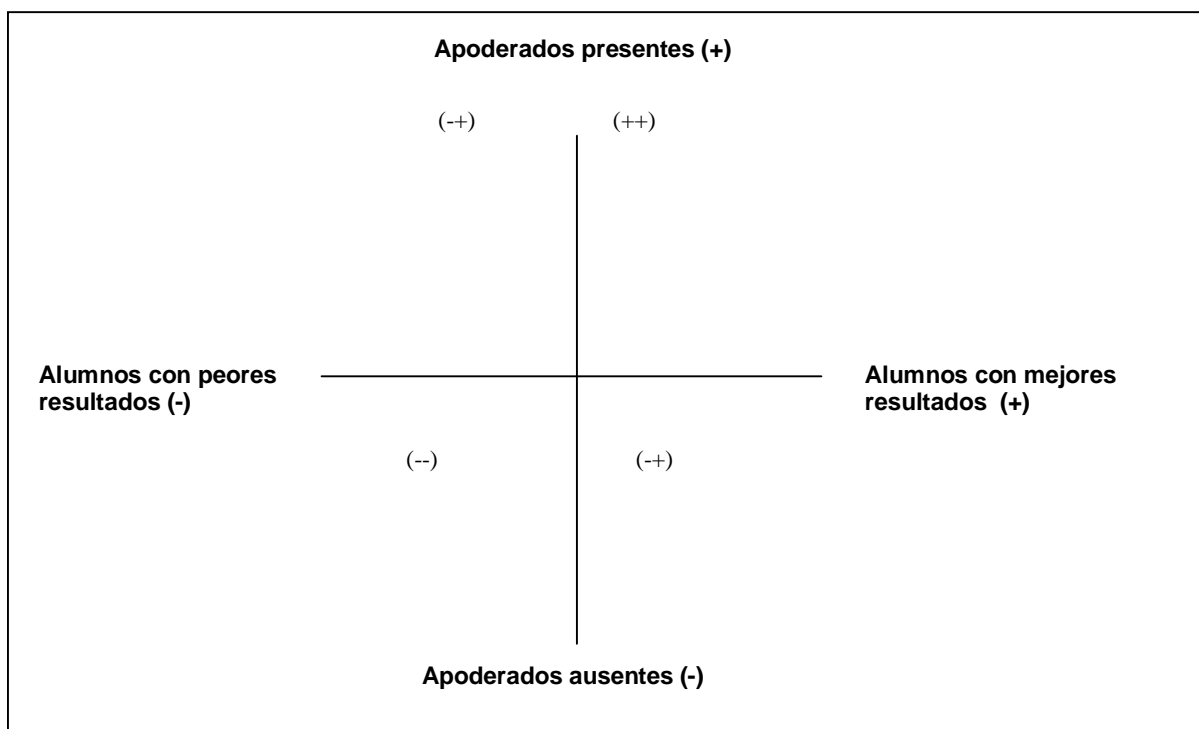 Apoderados presentes (+)
(-+) (++)
Alumnos con peores
resultados (-)
Alumnos con mejores
resultados (+)
(--) (-+)
Apoderados ausentes (-)